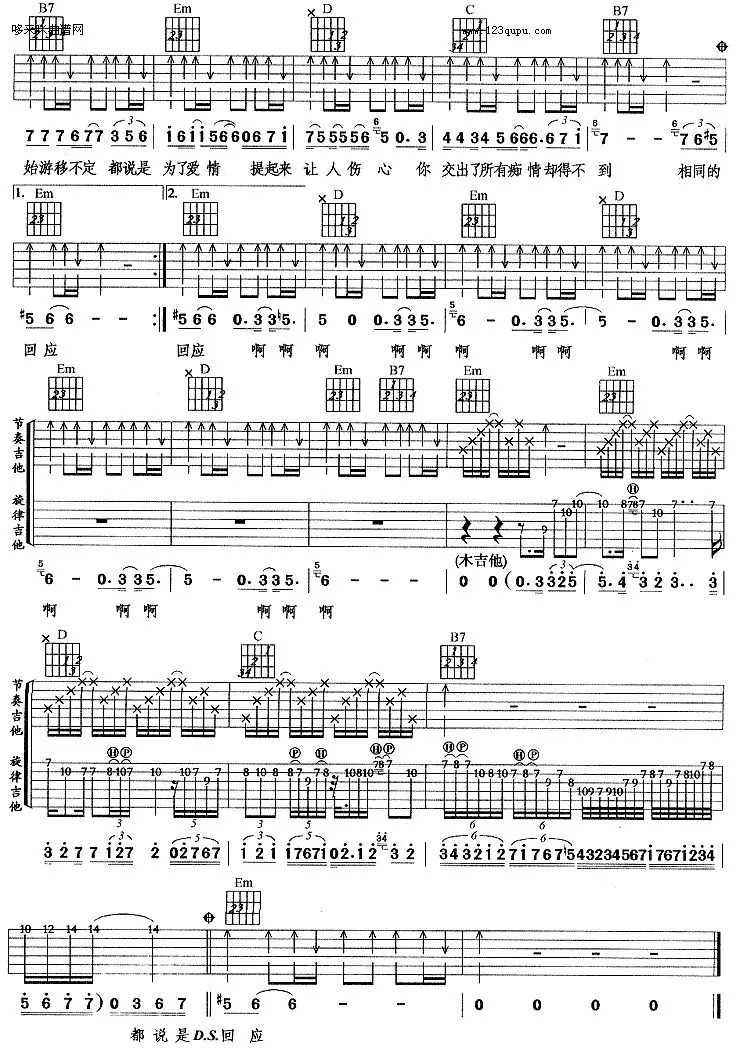 哆来咪曲谱网
www.123qupu.com
B7 Em D C B7
7 7 7 6 7 7 3 5 6 1 6 1 1 5 6 6 0 6 7 1 7 5 5 5 5 6 5 0. 3 4 4 3 4 5 6 6 6. 6 7 1 7 - - 7 6 #5
始游移不定 都说是 为了爱情 提起来 让人伤心 你 交出了所有痴情却得不到 相同的
1. Em 2. Em D Em D
#5 6 6 - - #5 6 6 0. 3 3 5. 5 0 0. 3 3 5. 6 - 0. 3 3 5. 5 - 0. 3 3 5.
回应 回应 啊 啊 啊 啊 啊 啊 啊 啊 啊 啊
Em D Em B7 Em Em
节奏吉他
旋律吉他
(木吉他)
6 - 0. 3 3 5. 5 - 0. 3 3 5. 6 - - - 0 0 (0. 3 3 2 5 5. 4 3 2 3. 3
啊 啊 啊 啊 啊 啊
D C B7
节奏吉他
旋律吉他
3 2 7 7 1 2 7 2 0 2 7 6 7 1 2 1 1 7 6 7 1 0 2. 1 2 3 2 3 4 3 2 1 2 7 1 7 6 7 5 4 3 2 3 4 5 6 7 1 7 6 7 1 2 3 4
Em
10 12 14 14 14
5 6 7 7) 0 3 6 7 #5 6 6 - - 0 0 0 0
都 说 是 D.S. 回 应